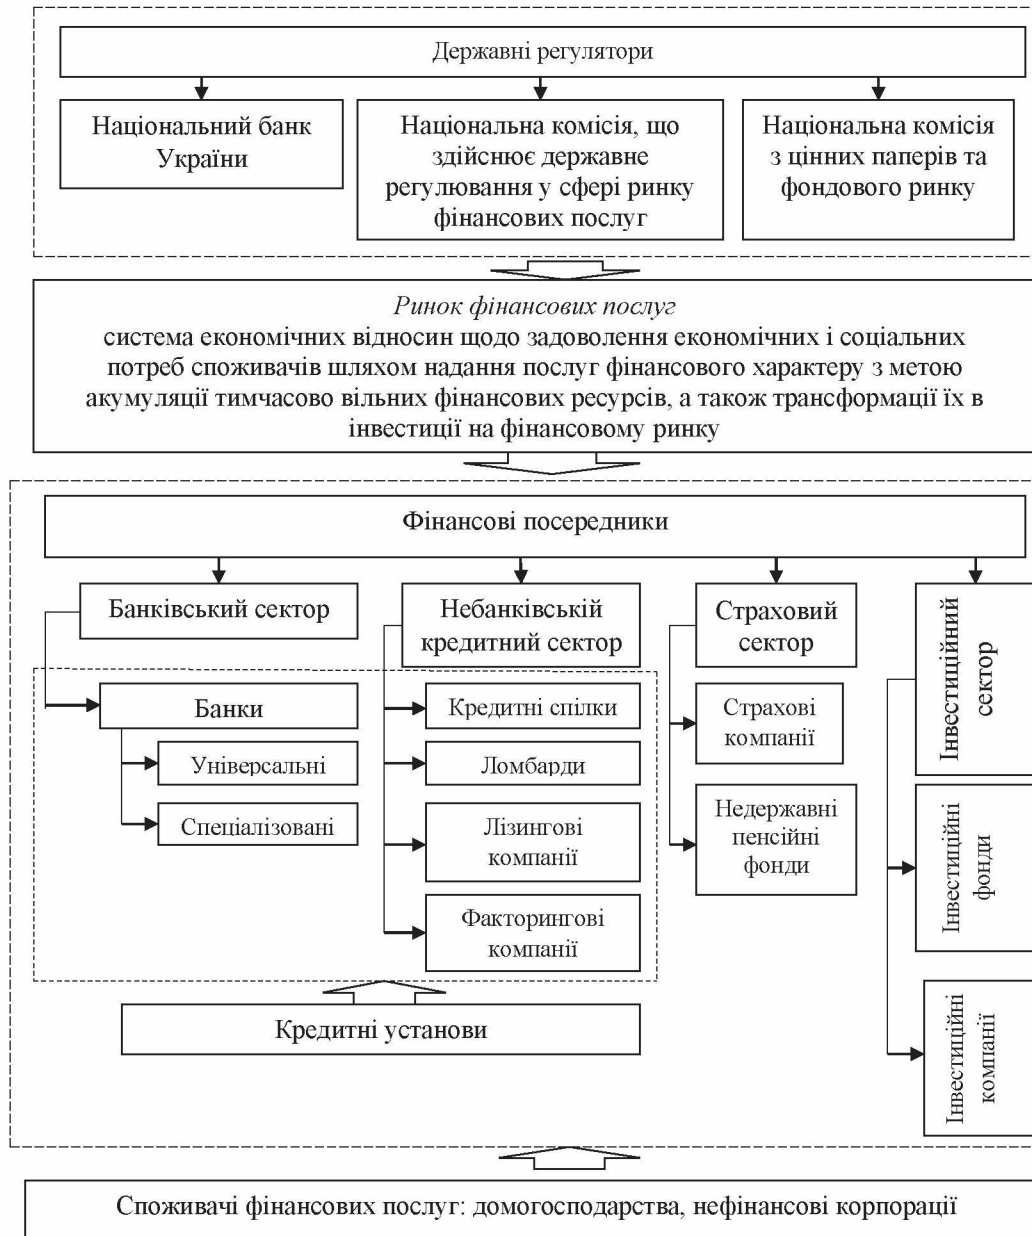 Державні регулятори
Національний банк
України
Національна комісія, що
здійснює державне
регулювання у сфері ринку
фінансових послуг
Національна комісія
з цінних паперів та
фондового ринку
Ринок фінансових послуг
система економічних відносин щодо задоволення економічних і соціальних
потреб споживачів шляхом надання послуг фінансового характеру з метою
акумуляції тимчасово вільних фінансових ресурсів, а також трансформації їх в
інвестиції на фінансовому ринку
Фінансові посередники
Банківський сектор
Банки
Універсальні
Спеціалізовані
Небанківській
кредитний сектор
Кредитні спілки
Ломбарди
Лізингові
компанії
Факторингові
компанії
Страховий
сектор
Страхові
компанії
Недержавні
пенсійні
фонди
Інвестиційний
сектор
Інвестиційні
фонди
Інвестиційні
компанії
Кредитні установи
Споживачі фінансових послуг: домогосподарства, нефінансові корпорації